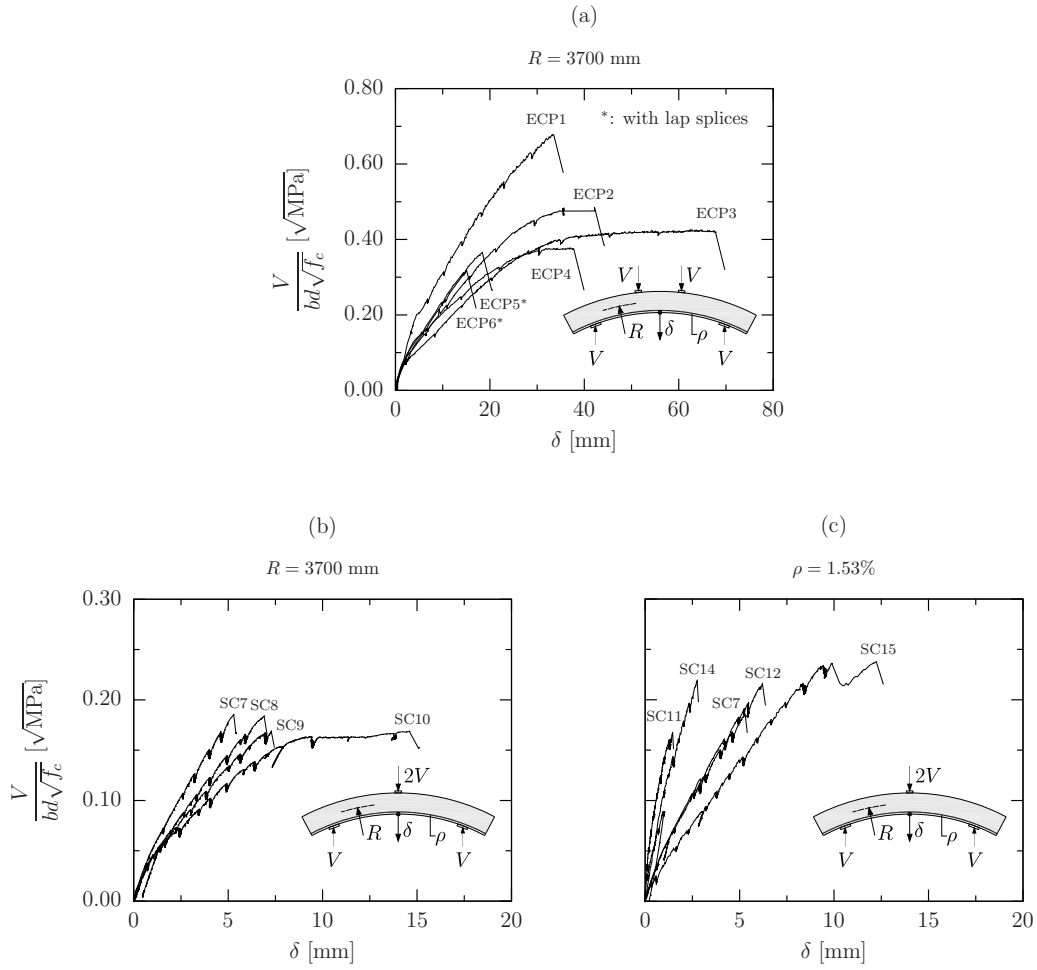 (a)
R = 3700 mm
0.80
0.60
0.40
0.20
0.00
V
bd√f_c [√MPa]
ECP1
*: with lap splices
ECP2
ECP3
ECP4
ECP5*
ECP6*
V V
R δ ρ
V V
0 20 40 60 80
δ [mm]
(b)
R = 3700 mm
0.30
0.20
0.10
0.00
V
bd√f_c [√MPa]
SC7 SC8
SC9
SC10
2V
R δ ρ
V V
0 5 10 15 20
δ [mm]
(c)
ρ = 1.53%
SC15
SC14 SC12
SC7
SC11
2V
R δ ρ
V V
0 5 10 15 20
δ [mm]